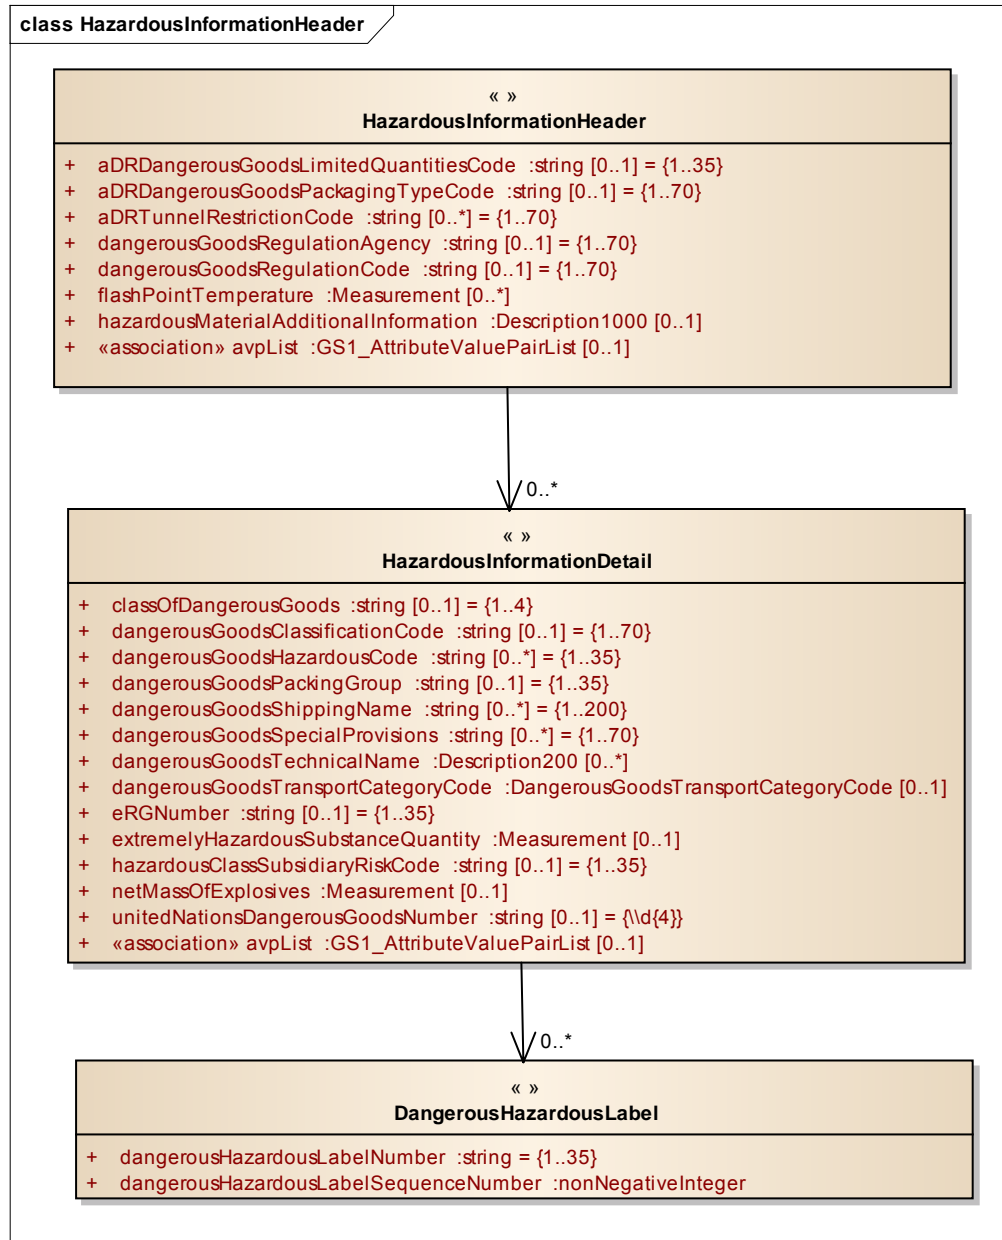 class HazardousInformationHeader
« »
HazardousInformationHeader
+ aDRDangerousGoodsLimitedQuantitiesCode :string [0..1] = {1..35}
+ aDRDangerousGoodsPackagingTypeCode :string [0..1] = {1..70}
+ aDRTunnelRestrictionCode :string [0..*] = {1..70}
+ dangerousGoodsRegulationAgency :string [0..1] = {1..70}
+ dangerousGoodsRegulationCode :string [0..1] = {1..70}
+ flashPointTemperature :Measurement [0..*]
+ hazardousMaterialAdditionalInformation :Description1000 [0..1]
+ «association» avpList :GS1_AttributeValuePairList [0..1]
0..*
« »
HazardousInformationDetail
+ classOfDangerousGoods :string [0..1] = {1..4}
+ dangerousGoodsClassificationCode :string [0..1] = {1..70}
+ dangerousGoodsHazardousCode :string [0..*] = {1..35}
+ dangerousGoodsPackingGroup :string [0..1] = {1..35}
+ dangerousGoodsShippingName :string [0..*] = {1..200}
+ dangerousGoodsSpecialProvisions :string [0..*] = {1..70}
+ dangerousGoodsTechnicalName :Description200 [0..*]
+ dangerousGoodsTransportCategoryCode :DangerousGoodsTransportCategoryCode [0..1]
+ eRGNumber :string [0..1] = {1..35}
+ extremelyHazardousSubstanceQuantity :Measurement [0..1]
+ hazardousClassSubsidiaryRiskCode :string [0..1] = {1..35}
+ netMassOfExplosives :Measurement [0..1]
+ unitedNationsDangerousGoodsNumber :string [0..1] = {\\d{4}}
+ «association» avpList :GS1_AttributeValuePairList [0..1]
0..*
« »
DangerousHazardousLabel
+ dangerousHazardousLabelNumber :string = {1..35}
+ dangerousHazardousLabelSequenceNumber :nonNegativeInteger